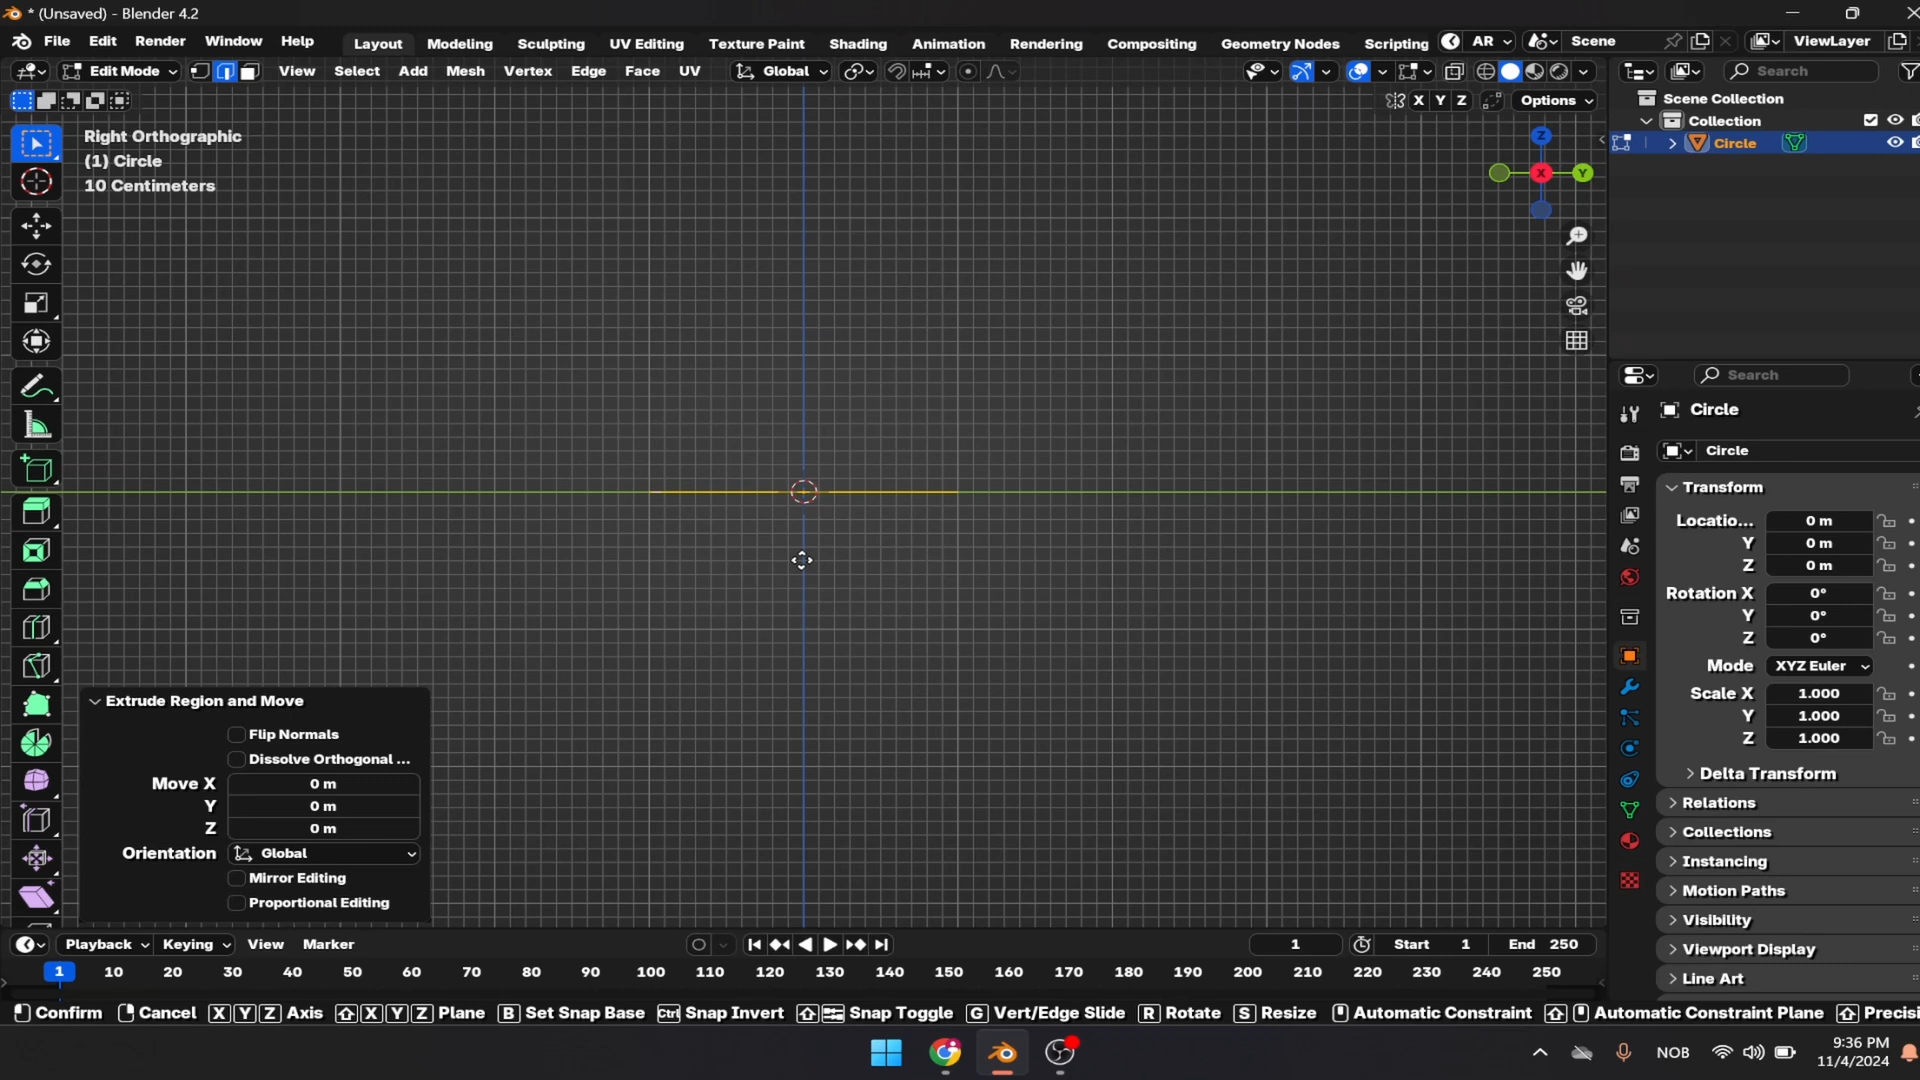 * (Unsaved) - Blender 4.2
File Edit Render Window Help Layout Modeling Sculpting UV Editing Texture Paint Shading Animation Rendering Compositing Geometry Nodes Scripting AR Scene ViewLayer
Edit Mode View Select Add Mesh Vertex Edge Face UV Global Search
X Y Z Options
Scene Collection
Collection
Circle
Right Orthographic
(1) Circle
10 Centimeters
Z
X Y
Search
Circle
Circle
Transform
Locatio... 0 m
Y 0 m
Z 0 m
Rotation X 0°
Y 0°
Z 0°
Mode XYZ Euler
Scale X 1.000
Y 1.000
Z 1.000
Delta Transform
Relations
Collections
Instancing
Motion Paths
Visibility
Viewport Display
Line Art
Extrude Region and Move
Flip Normals
Dissolve Orthogonal ...
Move X 0 m
Y 0 m
Z 0 m
Orientation Global
Mirror Editing
Proportional Editing
Playback Keying View Marker 1 Start 1 End 250
1 10 20 30 40 50 60 70 80 90 100 110 120 130 140 150 160 170 180 190 200 210 220 230 240 250
Confirm Cancel X Y Z Axis X Y Z Plane B Set Snap Base Ctrl Snap Invert Snap Toggle G Vert/Edge Slide R Rotate S Resize Automatic Constraint Automatic Constraint Plane Precisi
NOB 9:36 PM
11/4/2024